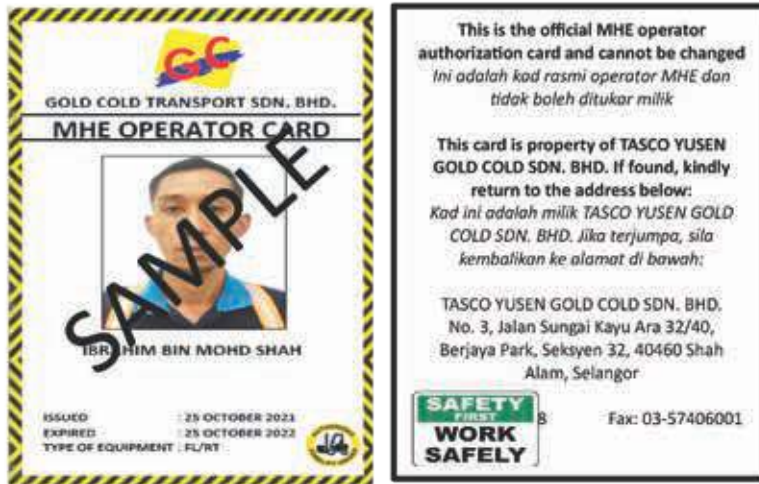 GC
GOLD COLD TRANSPORT SDN. BHD.
MHE OPERATOR CARD
SAMPLE
IBRAHIM BIN MOHD SHAH
ISSUED : 25 OCTOBER 2021
EXPIRED : 25 OCTOBER 2022
TYPE OF EQUIPMENT : FL/RT
This is the official MHE operator
authorization card and cannot be changed
Ini adalah kad rasmi operator MHE dan
tidak boleh ditukar milik
This card is property of TASCO YUSEN
GOLD COLD SDN. BHD. If found, kindly
return to the address below:
Kad ini adalah milik TASCO YUSEN GOLD
COLD SDN. BHD. Jika terjumpa, sila
kembalikan ke alamat di bawah:
TASCO YUSEN GOLD COLD SDN. BHD.
No. 3, Jalan Sungai Kayu Ara 32/40,
Berjaya Park, Seksyen 32, 40460 Shah
Alam, Selangor
8 Fax: 03-57406001
SAFETY
FIRST
WORK
SAFELY